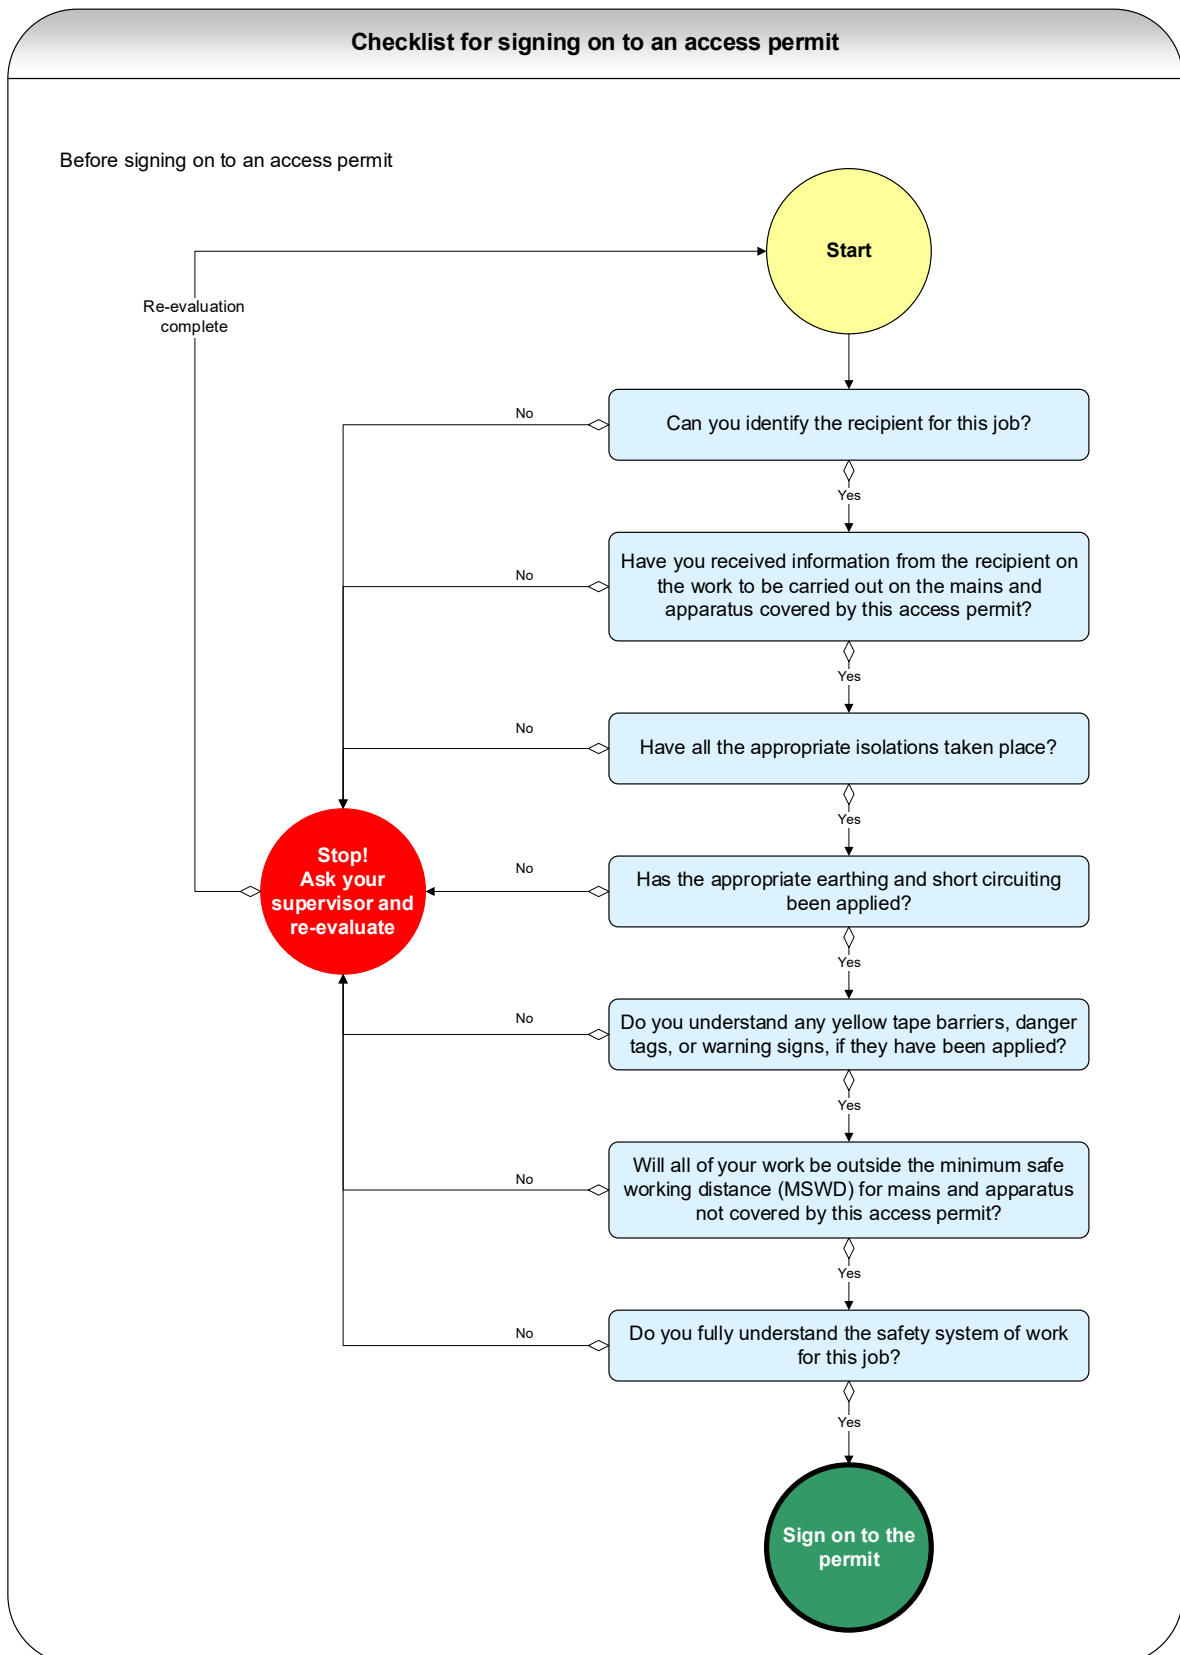 Checklist for signing on to an access permit
Before signing on to an access permit
Start
Re-evaluation
complete
No
Can you identify the recipient for this job?
Yes
No
Have you received information from the recipient on
the work to be carried out on the mains and
apparatus covered by this access permit?
Yes
No
Have all the appropriate isolations taken place?
Yes
Stop!
Ask your
supervisor and
re-evaluate
No
Has the appropriate earthing and short circuiting
been applied?
Yes
No
Do you understand any yellow tape barriers, danger
tags, or warning signs, if they have been applied?
Yes
No
Will all of your work be outside the minimum safe
working distance (MSWD) for mains and apparatus
not covered by this access permit?
Yes
No
Do you fully understand the safety system of work
for this job?
Yes
Sign on to the
permit